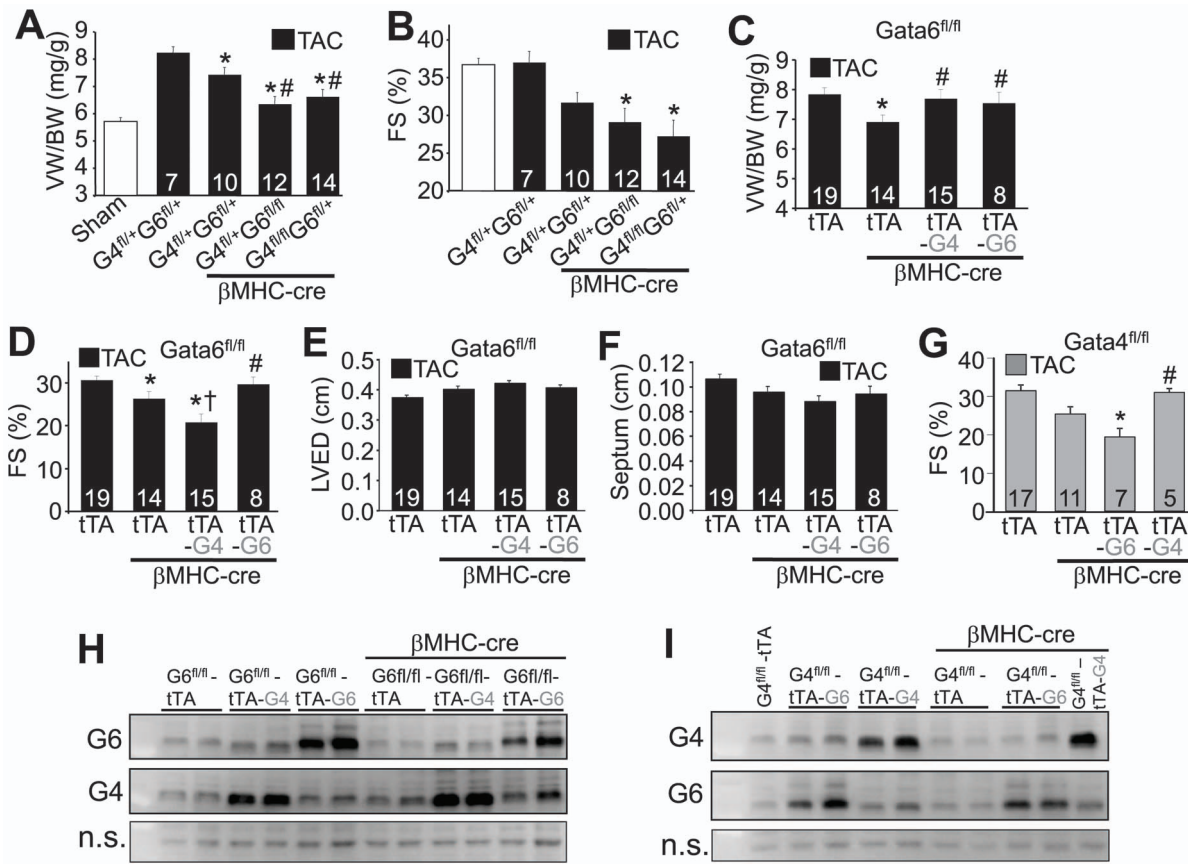 A
TAC
VW/BW (mg/g)
9
8
7
6
5
4
3
7
10
12
14
Sham
G4fl/+G6fl/+
G4fl/+G6fl/+
G4fl/+G6fl/fl
G4fl/flG6fl/+
*
*#
*#
βMHC-cre
B
TAC
FS (%)
40
35
30
25
20
7
10
12
14
*
*
G4fl/+G6fl/+
G4fl/+G6fl/+
G4fl/+G6fl/fl
G4fl/flG6fl/+
βMHC-cre
C
Gata6fl/fl
TAC
VW/BW (mg/g)
9
8
7
6
5
4
*
#
#
19
14
15
8
tTA
tTA
tTA
tTA
-G4
-G6
βMHC-cre
D
Gata6fl/fl
TAC
FS (%)
30
20
10
0
*
*†
#
19
14
15
8
tTA
tTA
tTA
tTA
-G4
-G6
βMHC-cre
E
Gata6fl/fl
TAC
LVED (cm)
0.5
0.4
0.3
0.2
0.1
0.0
19
14
15
8
tTA
tTA
tTA
tTA
-G4
-G6
βMHC-cre
F
Gata6fl/fl
TAC
Septum (cm)
0.12
0.10
0.08
0.06
0.04
0.02
0.00
19
14
15
8
tTA
tTA
tTA
tTA
-G4
-G6
βMHC-cre
G
Gata4fl/fl
TAC
FS (%)
40
30
20
10
0
*
#
17
11
7
5
tTA
tTA
tTA
tTA
-G6
-G4
βMHC-cre
H
βMHC-cre
G6fl/fl -
tTA
G6fl/fl -
tTA-G4
G6fl/fl -
tTA-G6
G6fl/fl -
tTA
G6fl/fl-
tTA-G4
G6fl/fl-
tTA-G6
G6
G4
n.s.
I
βMHC-cre
G4fl/fl -tTA
G4fl/fl -
tTA-G6
G4fl/fl -
tTA-G4
G4fl/fl -
tTA
G4fl/fl -
tTA-G6
G4fl/fl –
tTA-G4
G4
G6
n.s.